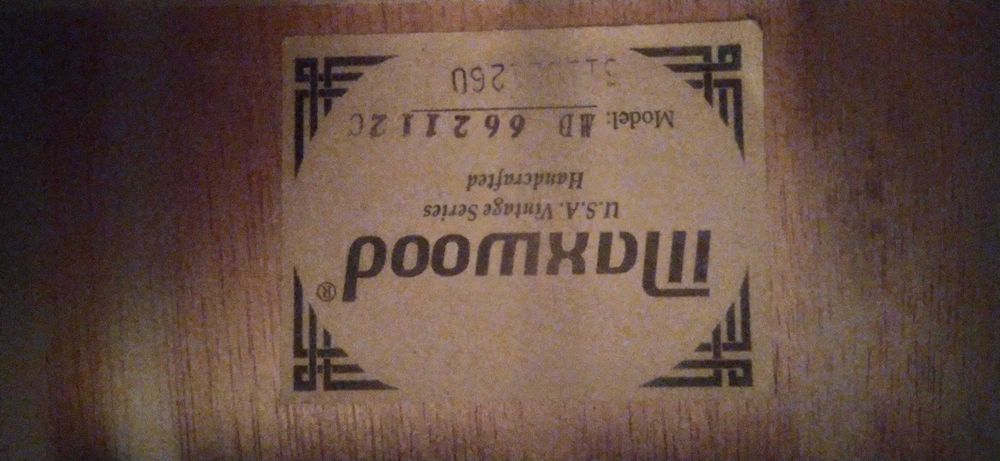 Maxwood®
U.S.A. Vintage Series
Handcrafted
Model: MD 662112C